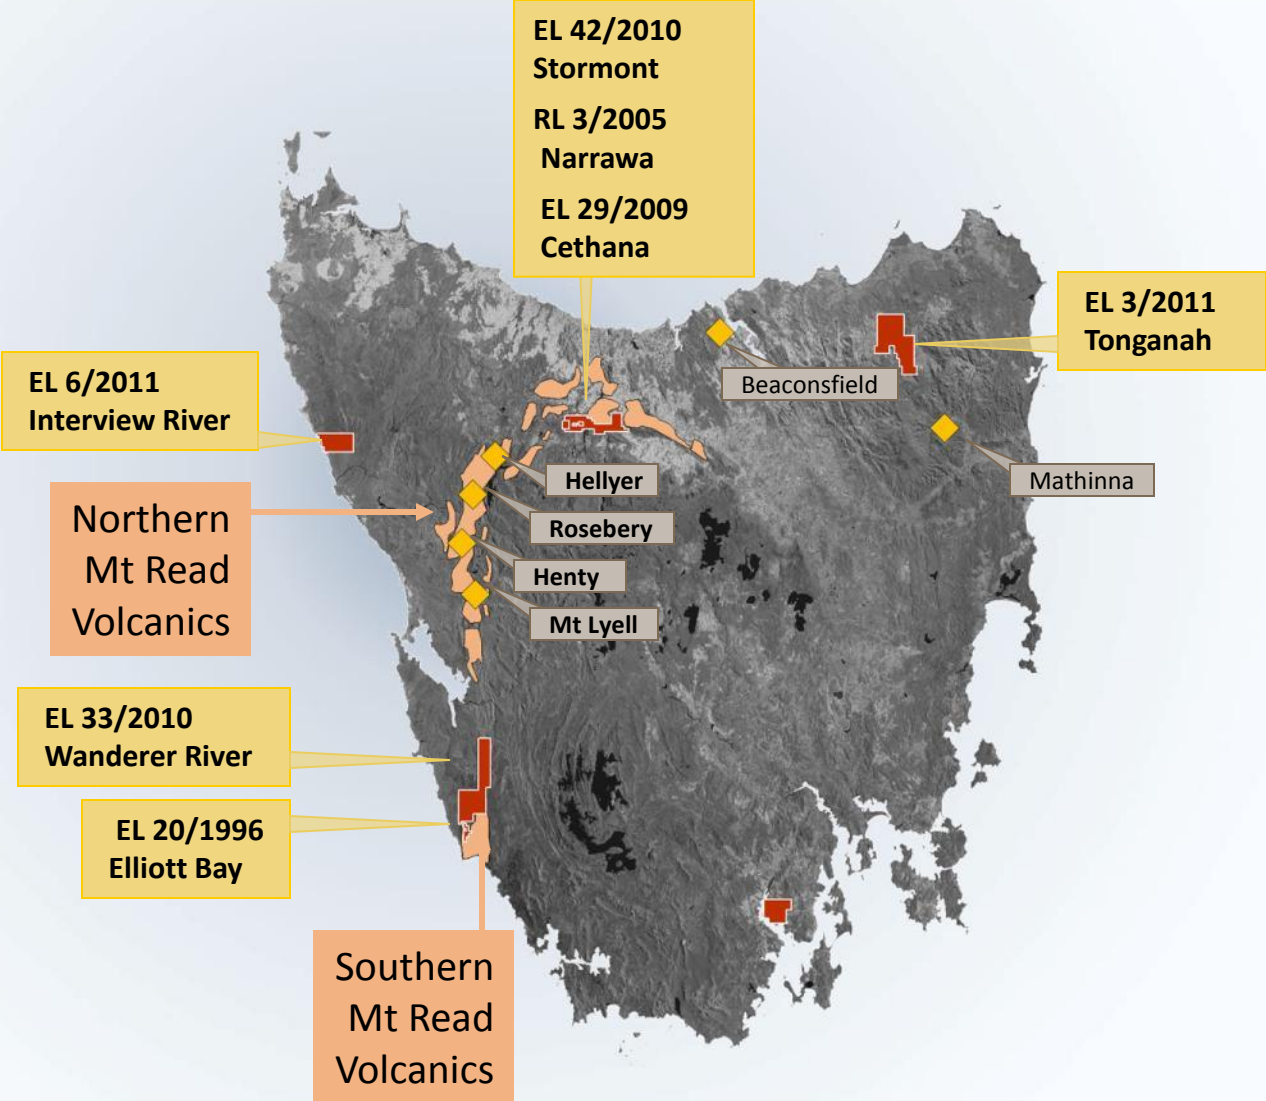 EL 42/2010
Stormont
RL 3/2005
Narrawa
EL 29/2009
Cethana
EL 3/2011
Tonganah
Beaconsfield
EL 6/2011
Interview River
Mathinna
Hellyer
Northern
Mt Read
Volcanics
Rosebery
Henty
Mt Lyell
EL 33/2010
Wanderer River
EL 20/1996
Elliott Bay
Southern
Mt Read
Volcanics